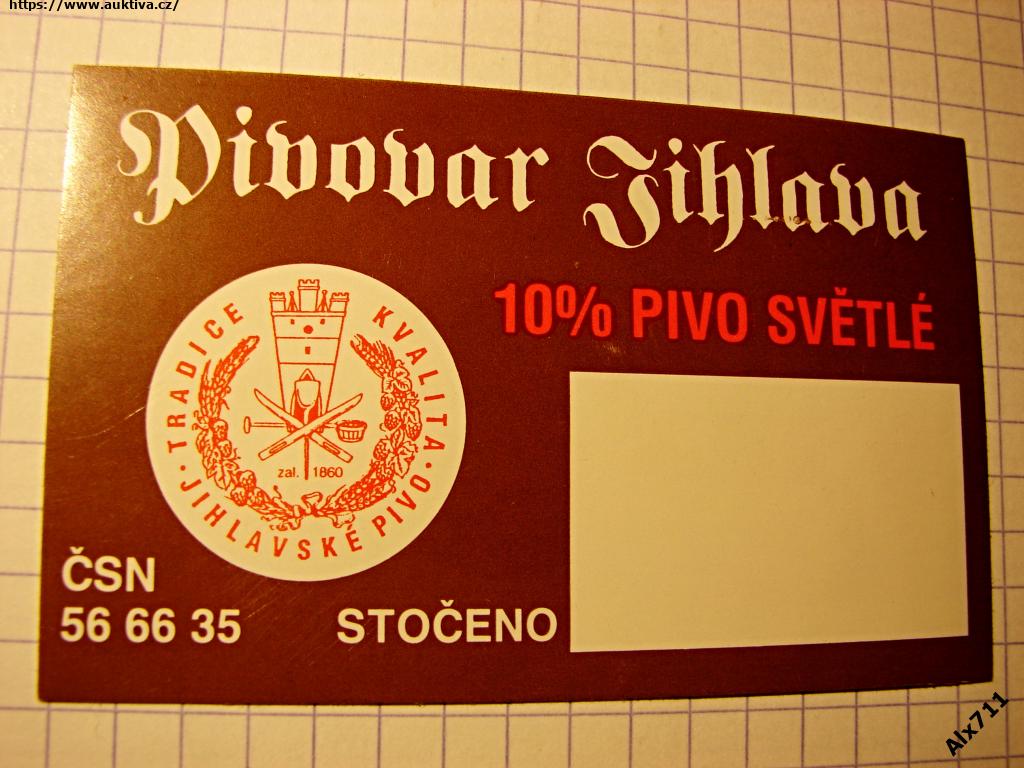 https://www.auktiva.cz/
Pivovar Jihlava
10% PIVO SVĚTLÉ
TRADICE KVALITA
zal. 1860
· JIHLAVSKÉ PIVO ·
ČSN
56 66 35
STOČENO
Alx711